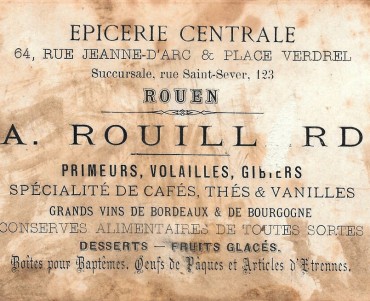 EPICERIE CENTRALE
64, RUE JEANNE-D'ARC & PLACE VERDREL
Succursale, rue Saint-Sever, 123
ROUEN
A. ROUILL RD
PRIMEURS, VOLAILLES, GIBIERS
SPÉCIALITÉ DE CAFÉS, THÉS & VANILLES
GRANDS VINS DE BORDEAUX & DE BOURGOGNE
CONSERVES ALIMENTAIRES DE TOUTES SORTES
DESSERTS — FRUITS GLACÉS.
Boîtes pour Baptêmes. Oeufs de Pâques et Articles d'Etrennes.